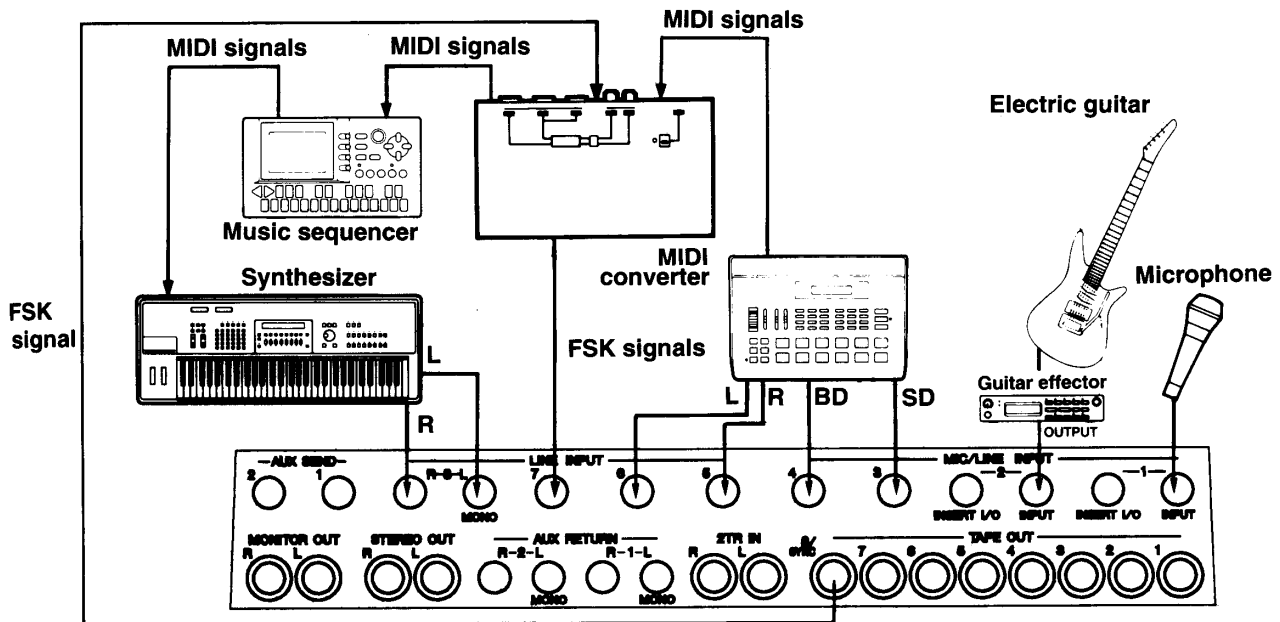 MIDI signals
MIDI signals
MIDI signals
Electric guitar
Music sequencer
MIDI
converter
Synthesizer
Microphone
FSK
signal
FSK signals
L
R
L
R
BD
SD
Guitar effector
OUTPUT
AUX SEND
2
1
LINE INPUT
R-8-L
MONO
7
6
5
MIC/LINE INPUT
4
3
2
INSERT I/O
INPUT
1
INSERT I/O
INPUT
MONITOR OUT
R
L
STEREO OUT
R
L
AUX RETURN
R-2-L
MONO
R-1-L
MONO
2TR IN
R
L
TAPE OUT
8/
SYNC
7
6
5
4
3
2
1